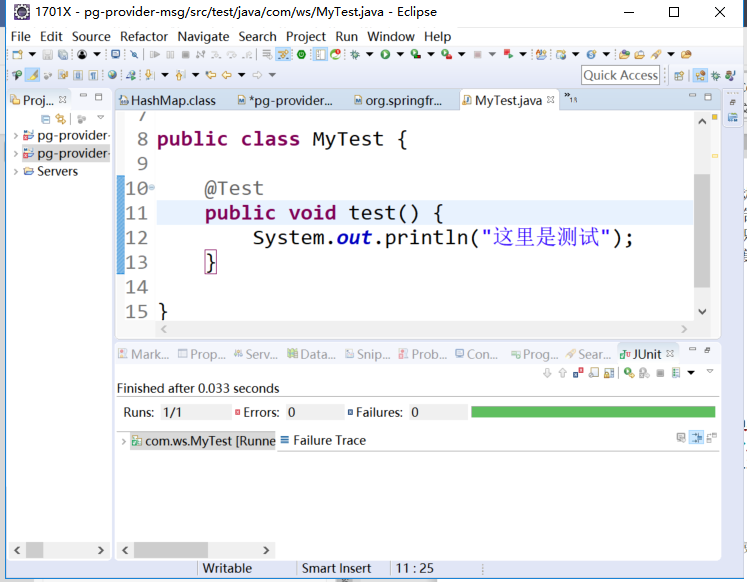 1701X - pg-provider-msg/src/test/java/com/ws/MyTest.java - Eclipse
File Edit Source Refactor Navigate Search Project Run Window Help
Quick Access
Proj...
HashMap.class *pg-provider... org.springfr... MyTest.java
pg-provider-
pg-provider-
Servers
7
8 public class MyTest {
9
10 @Test
11 public void test() {
12 System.out.println("这里是测试");
13 }
14
15 }
Mark... Prop... Serv... Data... Snip... Prob... Con... Prog... Sear... JUnit
Finished after 0.033 seconds
Runs: 1/1 Errors: 0 Failures: 0
com.ws.MyTest [Runne Failure Trace
Writable Smart Insert 11 : 25